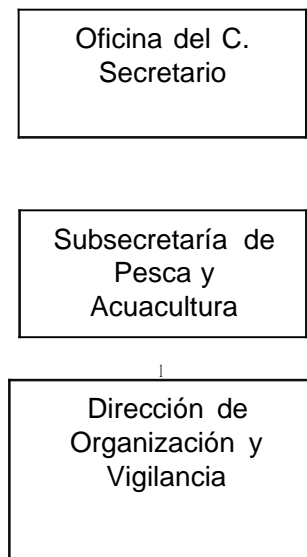 Oficina del C.
Secretario
Subsecretaría de
Pesca y
Acuacultura
Dirección de
Organización y
Vigilancia